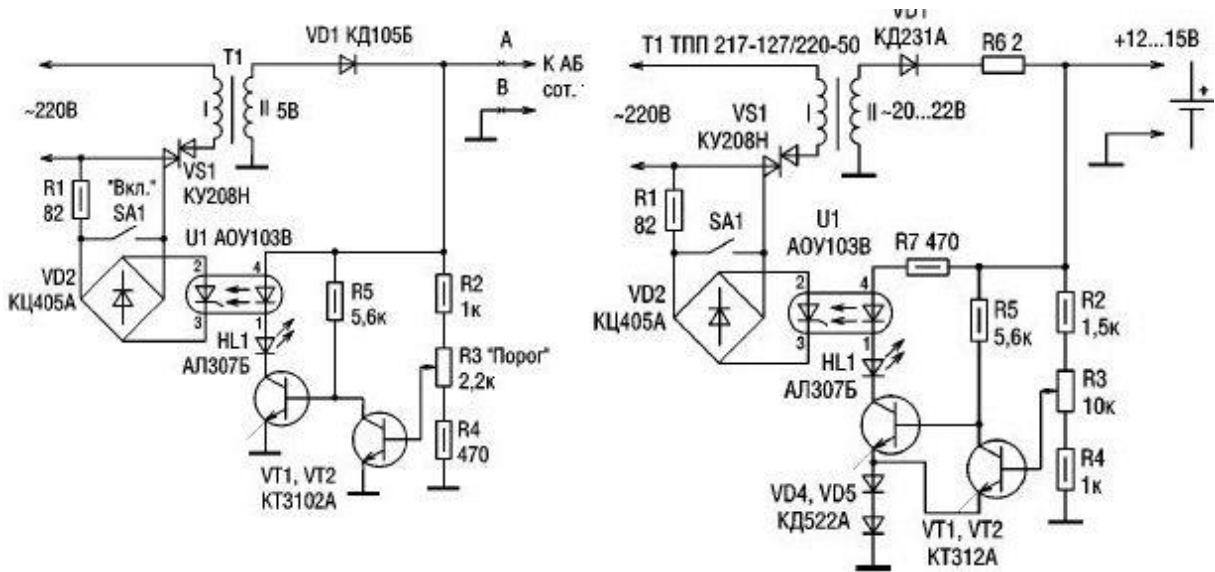 VD1 КД105Б
T1
A
К АБ
сот.
B
~220В
I
II 5В
VS1
КУ208Н
R1
82
"Вкл."
SA1
U1 АОУ103В
2
4
VD2
КЦ405А
3
1
R5
5,6к
R2
1к
HL1
АЛ307Б
R3 "Порог"
2,2к
R4
470
VT1, VT2
КТ3102А
VD1
КД231А
T1 ТПП 217-127/220-50
R6 2
+12...15В
+
~220В
I
II ~20...22В
VS1
КУ208Н
R1
82
SA1
U1
АОУ103В
R7 470
2
4
VD2
КЦ405А
3
1
R5
5,6к
R2
1,5к
HL1
АЛ307Б
R3
10к
R4
1к
VD4, VD5
КД522А
VT1, VT2
КТ312А